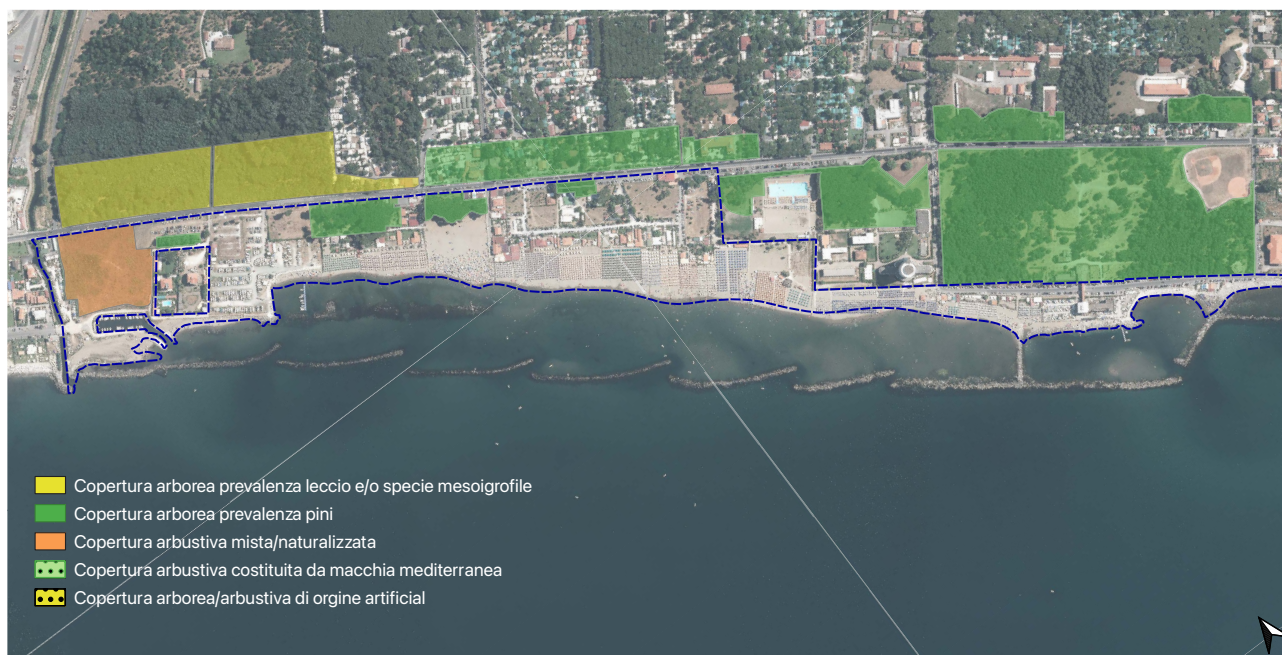 Copertura arborea prevalenza leccio e/o specie mesoigrofile
Copertura arborea prevalenza pini
Copertura arbustiva mista/naturalizzata
Copertura arbustiva costituita da macchia mediterranea
Copertura arborea/arbustiva di orgine artificial